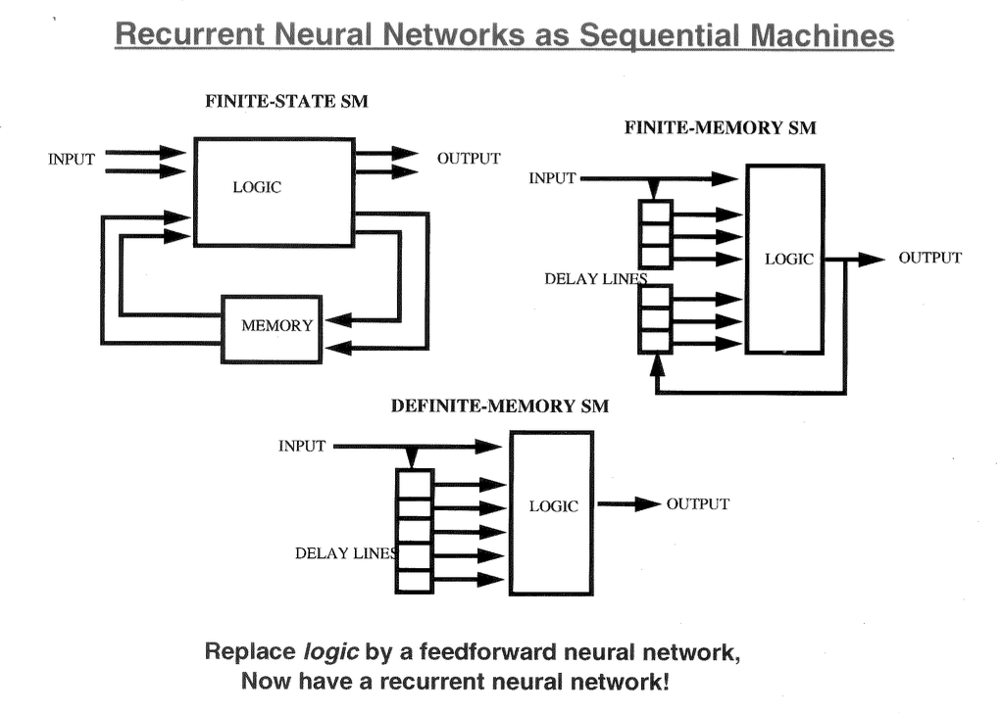 Recurrent Neural Networks as Sequential Machines
FINITE-STATE SM
INPUT
OUTPUT
LOGIC
MEMORY
FINITE-MEMORY SM
INPUT
DELAY LINES
LOGIC
OUTPUT
DEFINITE-MEMORY SM
INPUT
LOGIC
OUTPUT
DELAY LINES
Replace logic by a feedforward neural network,
Now have a recurrent neural network!